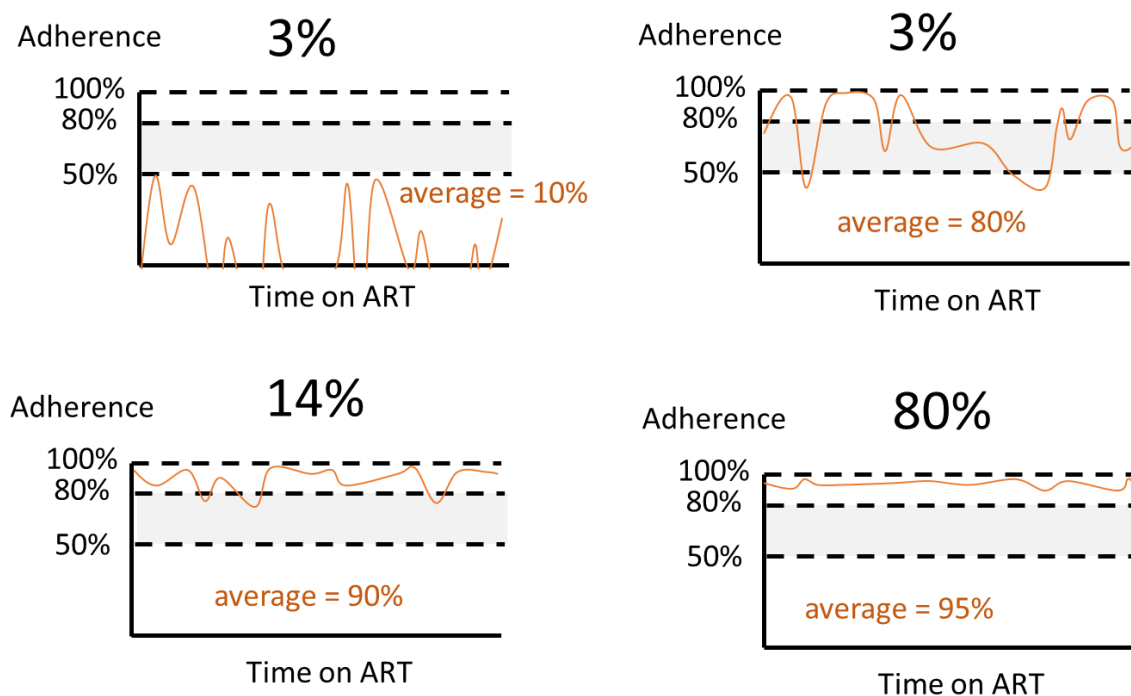 Adherence 3%
100%
80%
50%
average = 10%
Time on ART
Adherence 3%
100%
80%
50%
average = 80%
Time on ART
Adherence 14%
100%
80%
50%
average = 90%
Time on ART
Adherence 80%
100%
80%
50%
average = 95%
Time on ART